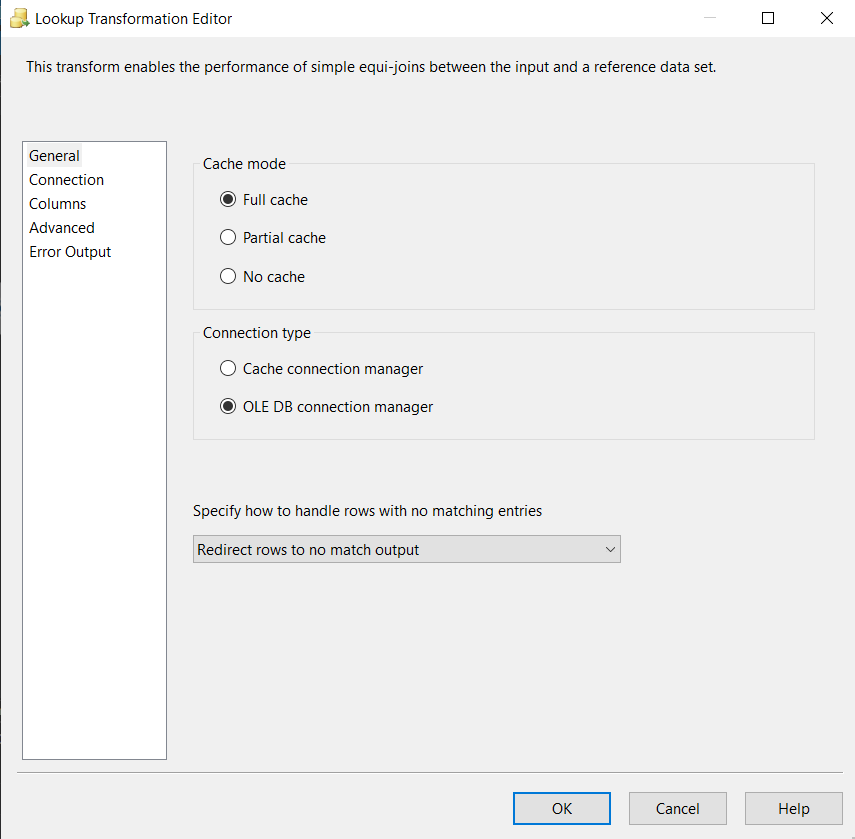 Lookup Transformation Editor
This transform enables the performance of simple equi-joins between the input and a reference data set.
General
Connection
Columns
Advanced
Error Output
Cache mode
Full cache
Partial cache
No cache
Connection type
Cache connection manager
OLE DB connection manager
Specify how to handle rows with no matching entries
Redirect rows to no match output
OK
Cancel
Help